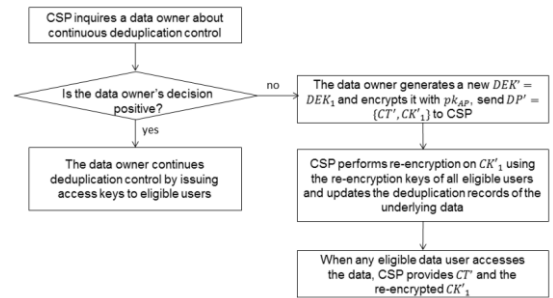 CSP inquires a data owner about
continuous deduplication control
Is the data owner's decision
positive?
no
yes
The data owner generates a new DEK' =
DEK₁ and encrypts it with pk_AP, send DP' =
{CT', CK'₁} to CSP
The data owner continues
deduplication control by issuing
access keys to eligible users
CSP performs re-encryption on CK'₁ using
the re-encryption keys of all eligible users
and updates the deduplication records of the
underlying data
When any eligible data user accesses
the data, CSP provides CT' and the
re-encrypted CK'₁